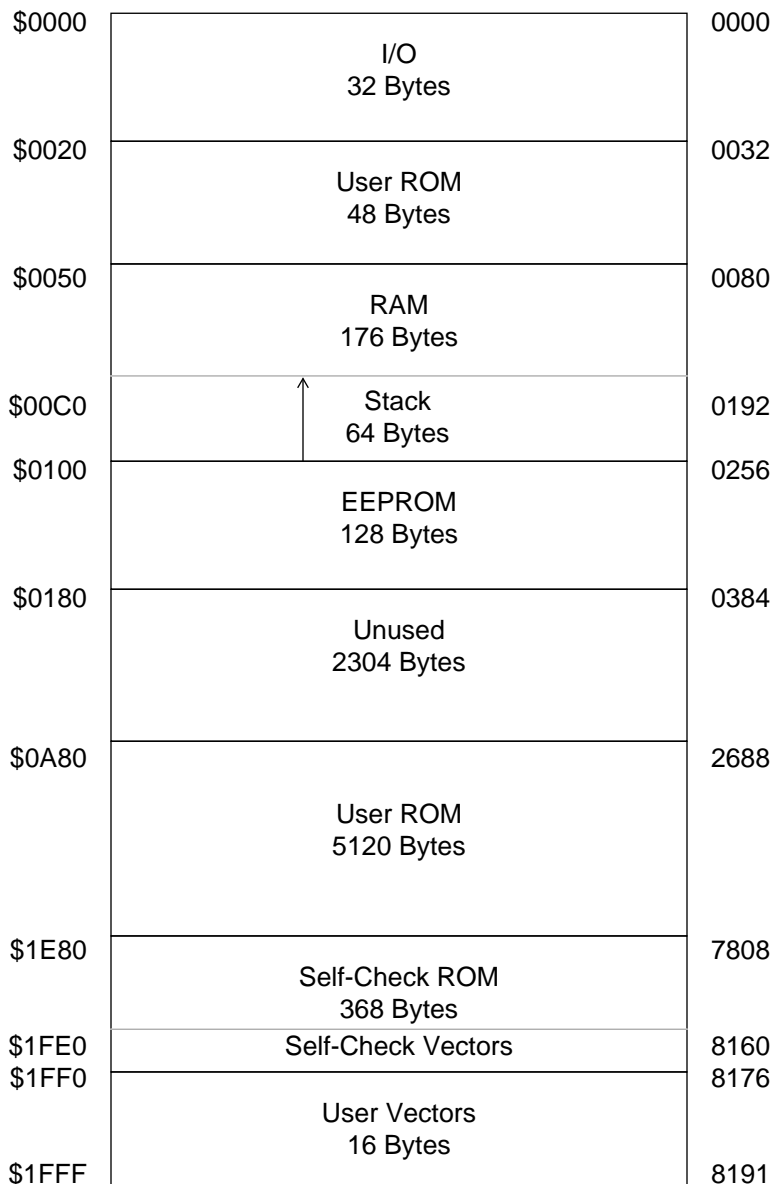 $0000 0000
I/O
32 Bytes
$0020 0032
User ROM
48 Bytes
$0050 0080
RAM
176 Bytes
$00C0 Stack 0192
64 Bytes
$0100 0256
EEPROM
128 Bytes
$0180 0384
Unused
2304 Bytes
$0A80 2688
User ROM
5120 Bytes
$1E80 7808
Self-Check ROM
368 Bytes
$1FE0 Self-Check Vectors 8160
$1FF0 8176
User Vectors
16 Bytes
$1FFF 8191